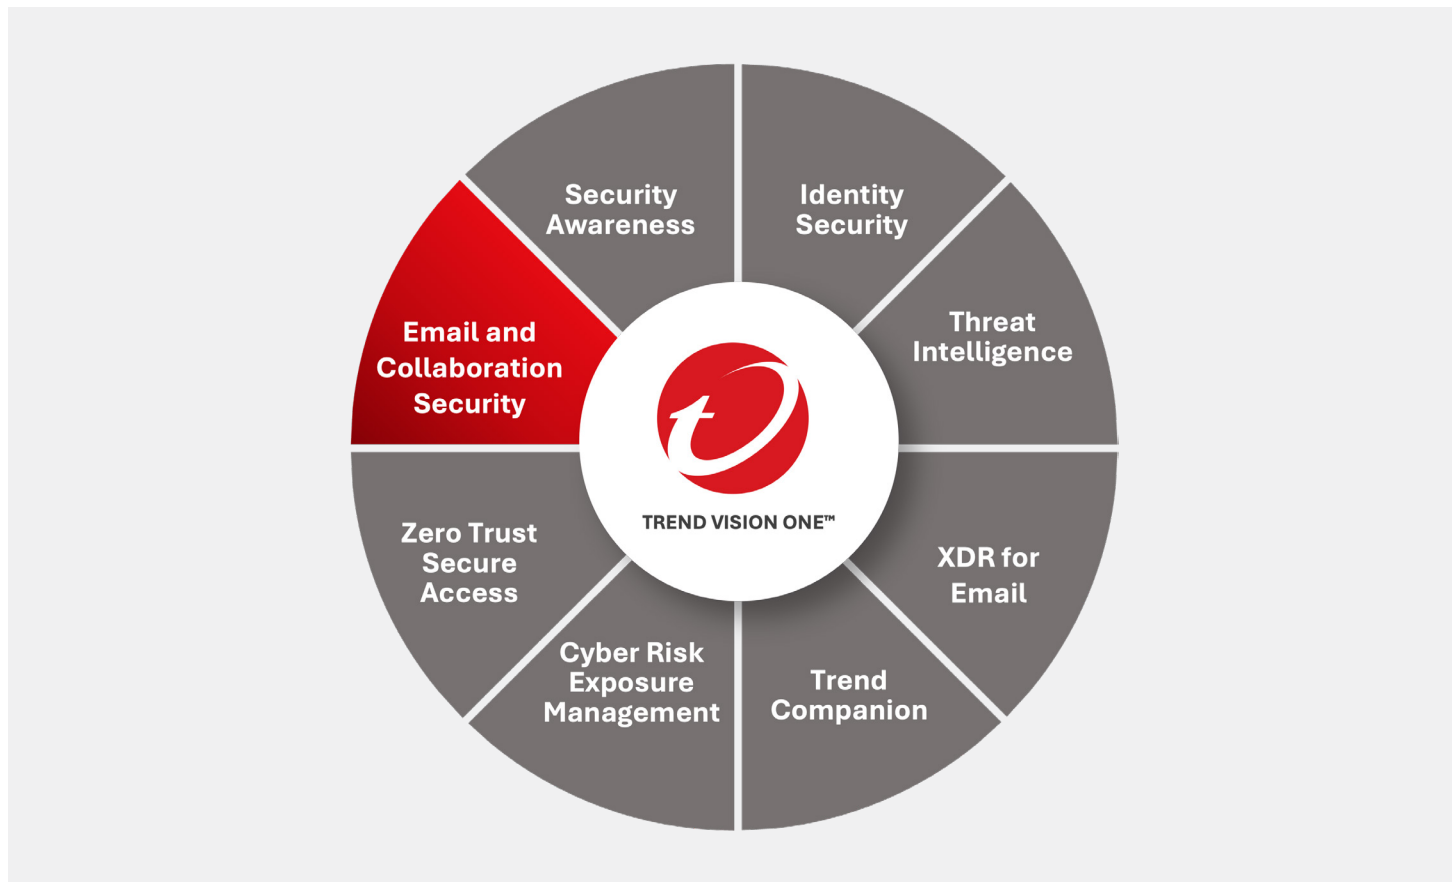 Security
Awareness
Identity
Security
Threat
Intelligence
XDR for
Email
Trend
Companion
Cyber Risk
Exposure
Management
Zero Trust
Secure
Access
Email and
Collaboration
Security
TREND VISION ONE™